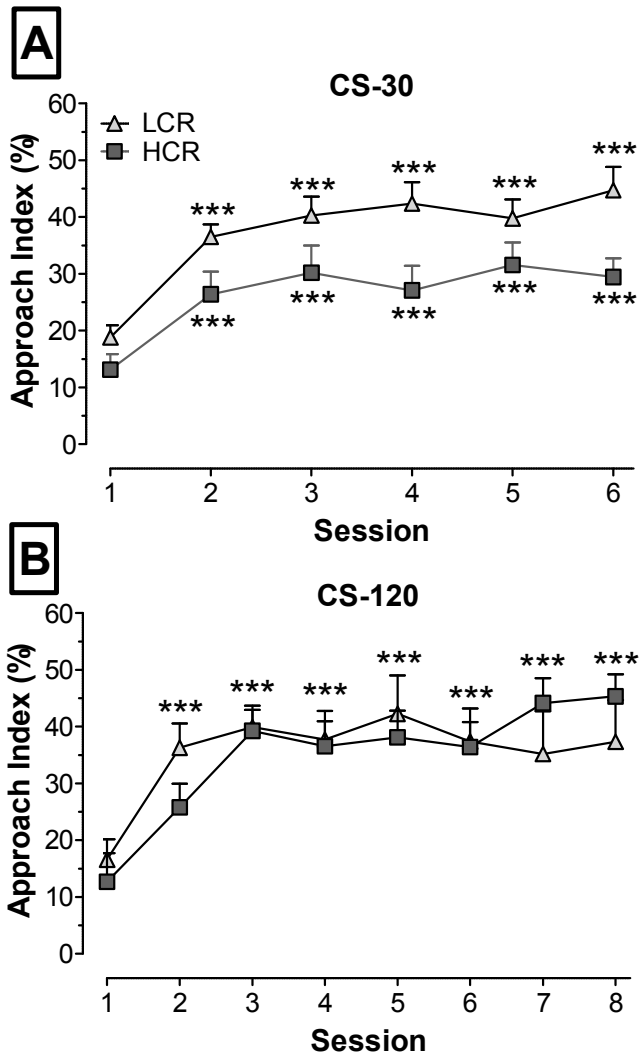 A
CS-30
LCR
HCR
Approach Index (%)
60
50
40
30
20
10
0
*** *** *** *** ***
*** *** *** *** ***
1 2 3 4 5 6
Session
B
CS-120
Approach Index (%)
60
50
40
30
20
10
0
*** *** *** *** *** *** ***
1 2 3 4 5 6 7 8
Session